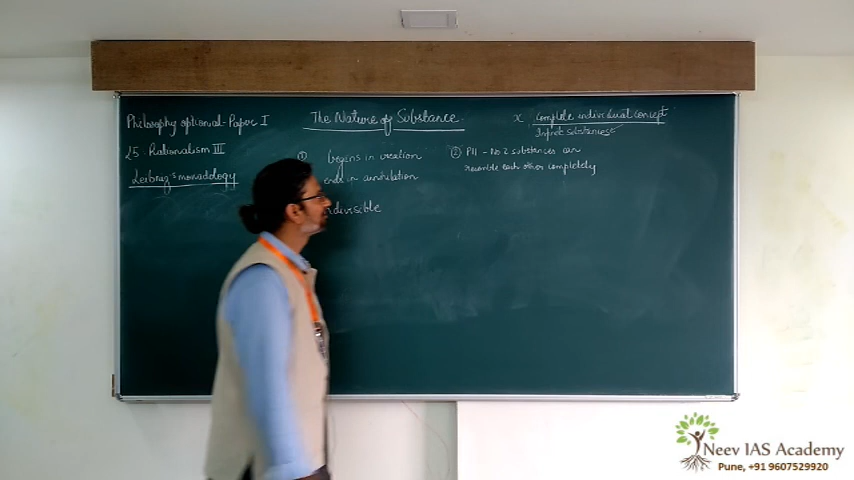 Philosophy optional - Paper I
25. Rationalism III
Leibniz's monadology
The Nature of Substance
① begins in creation
ends in annihilation
indivisible
② PII - No. 2 substances can
resemble each other completely
x Complete individual concept
Infinite substances
Neev IAS Academy
Pune, +91 9607529920